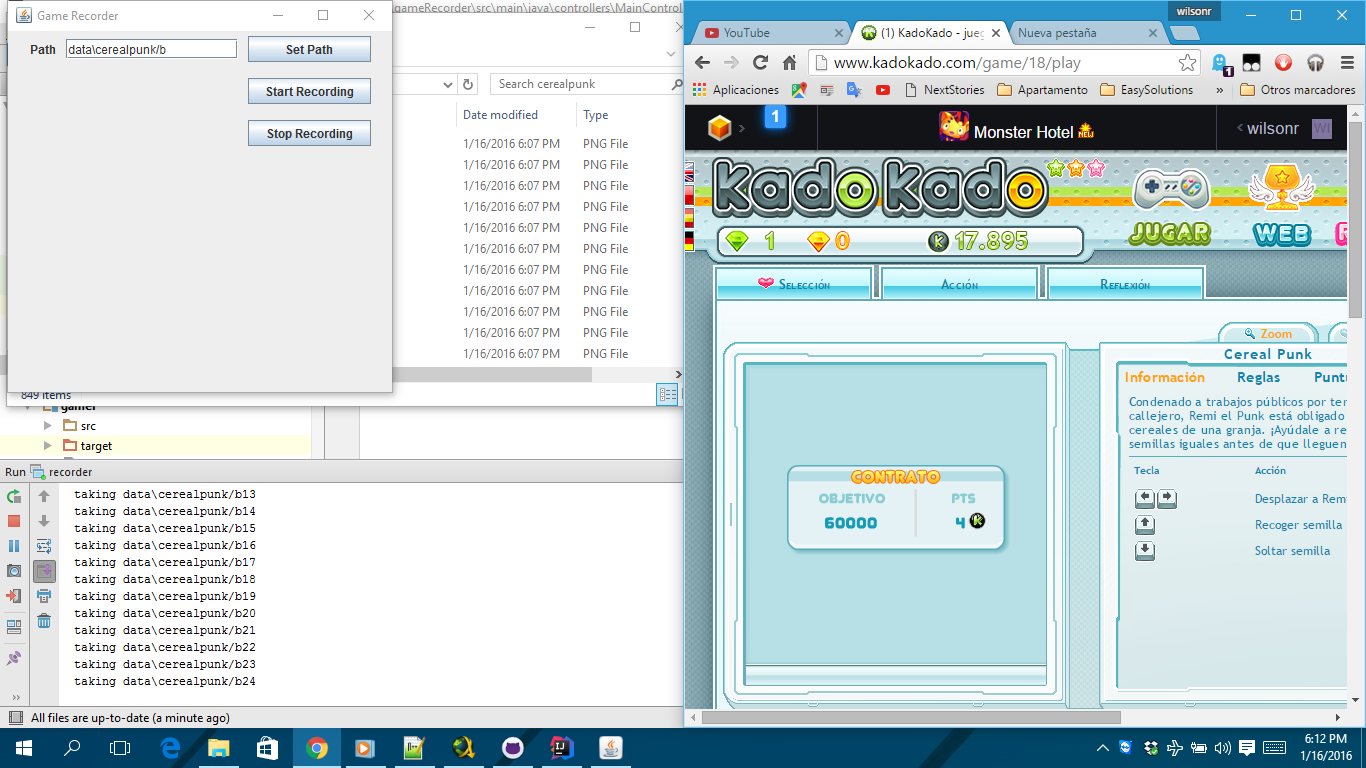 Game Recorder
Path data\cerealpunk/b Set Path
Start Recording
Stop Recording
gameRecorder\src\main\java\controllers\MainControl
Search cerealpunk
Date modified Type
1/16/2016 6:07 PM PNG File
1/16/2016 6:07 PM PNG File
1/16/2016 6:07 PM PNG File
1/16/2016 6:07 PM PNG File
1/16/2016 6:07 PM PNG File
1/16/2016 6:07 PM PNG File
1/16/2016 6:07 PM PNG File
1/16/2016 6:07 PM PNG File
1/16/2016 6:07 PM PNG File
1/16/2016 6:07 PM PNG File
1/16/2016 6:07 PM PNG File
849 items
gamer
src
target
Run recorder
taking data\cerealpunk/b13
taking data\cerealpunk/b14
taking data\cerealpunk/b15
taking data\cerealpunk/b16
taking data\cerealpunk/b17
taking data\cerealpunk/b18
taking data\cerealpunk/b19
taking data\cerealpunk/b20
taking data\cerealpunk/b21
taking data\cerealpunk/b22
taking data\cerealpunk/b23
taking data\cerealpunk/b24
All files are up-to-date (a minute ago)
wilsonr
YouTube (1) KadoKado - jueg Nueva pestaña
www.kadokado.com/game/18/play 1
Aplicaciones NextStories Apartamento EasySolutions » Otros marcadores
1 Monster Hotel NEW wilsonr WI
kadokado
1 0 K 17.895
JUGAR WEB R
Selección Acción Reflexión
Zoom
Cereal Punk
Información Reglas Puntu
Condenado a trabajos públicos por ter
callejero, Remi el Punk está obligado
cereales de una granja. ¡Ayúdale a re
semillas iguales antes de que lleguen
Tecla Acción
Desplazar a Rem
Recoger semilla
Soltar semilla
CONTRATO
OBJETIVO PTS
60000 4 K
6:12 PM
1/16/2016